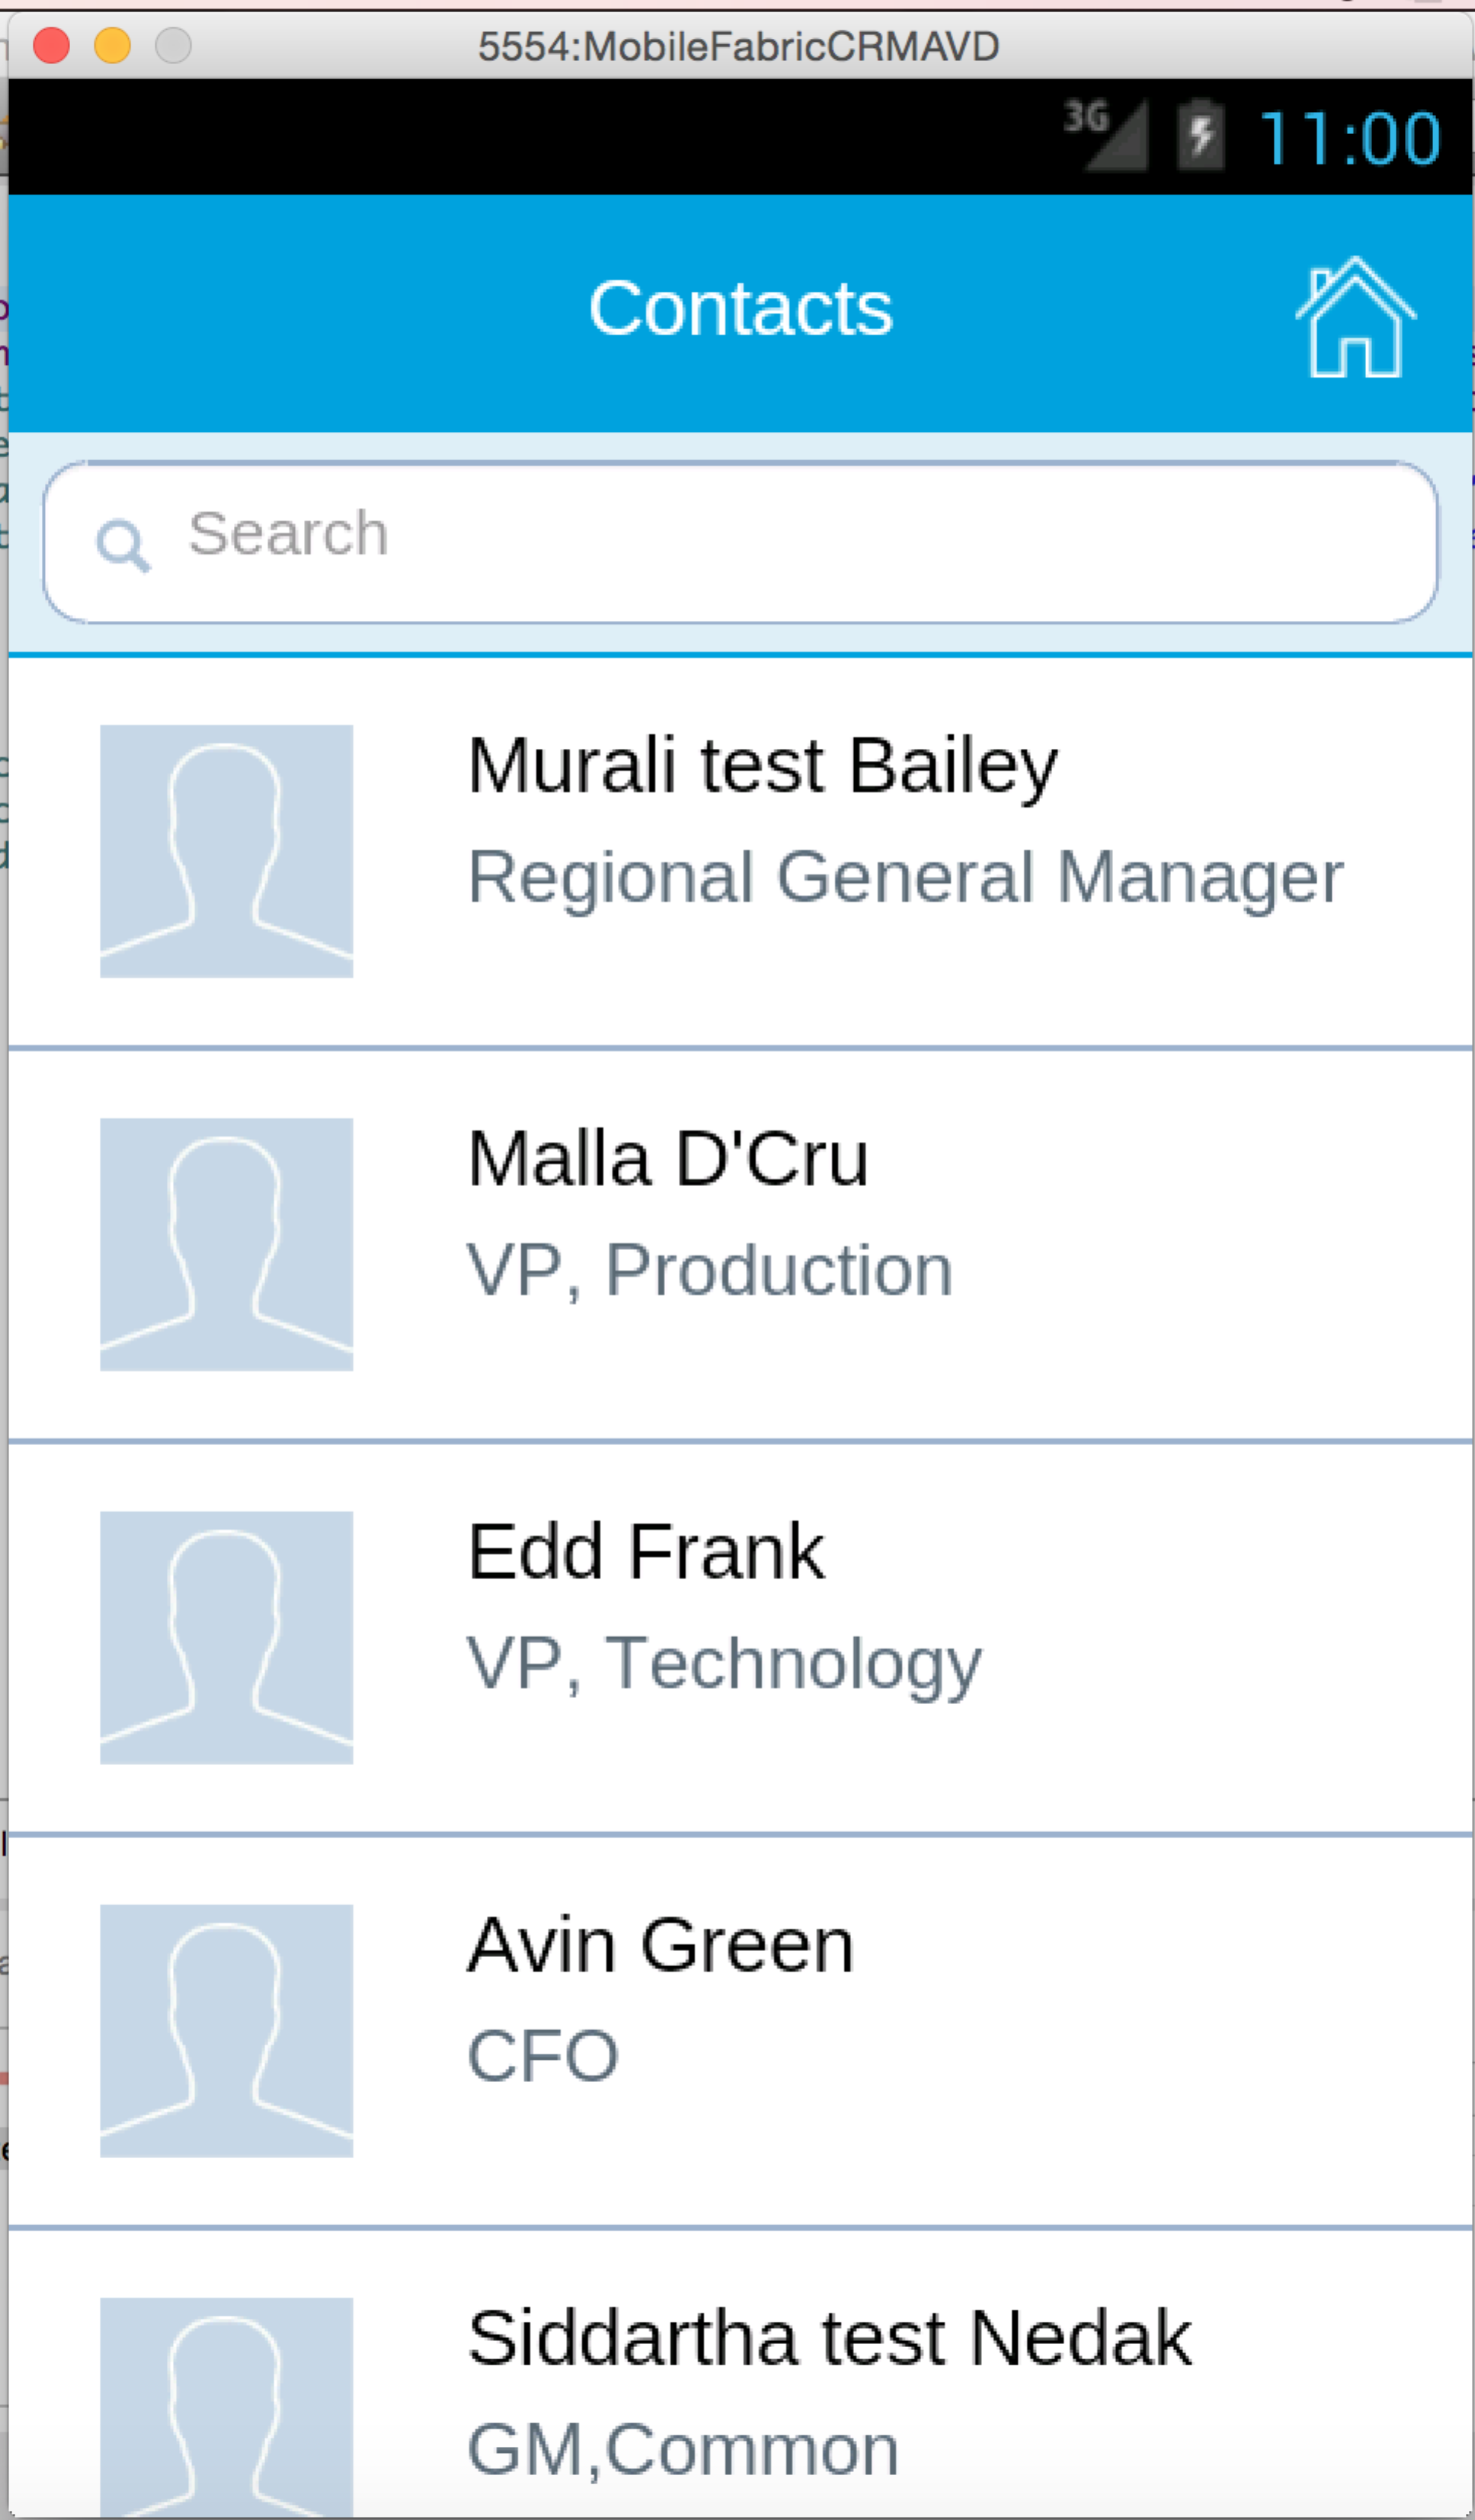 5554:MobileFabricCRMAVD
3G 11:00
Contacts
Search
Murali test Bailey
Regional General Manager
Malla D'Cru
VP, Production
Edd Frank
VP, Technology
Avin Green
CFO
Siddartha test Nedak
GM,Common